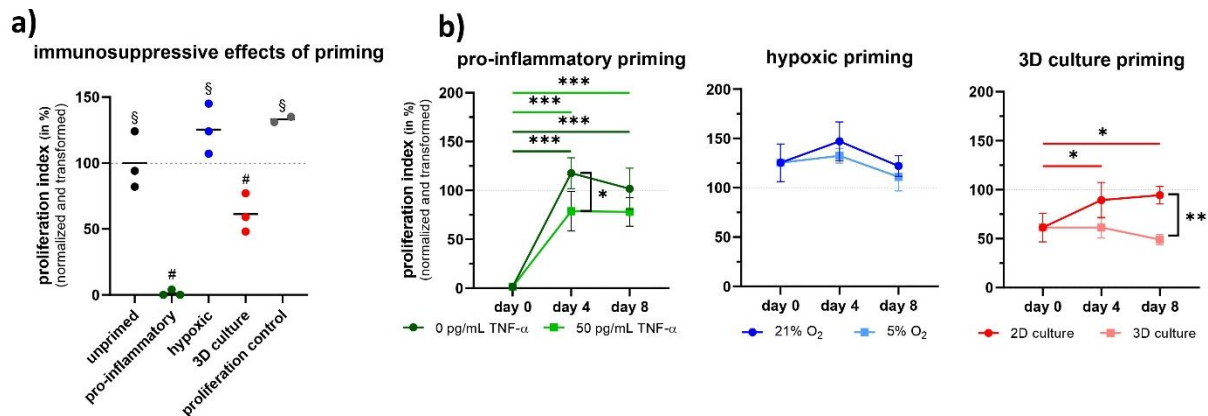 a)
immunosuppressive effects of priming
proliferation index (in %)
(normalized and transformed)
150
100
50
0
§
#
§
#
§
unprimed
pro-inflammatory
hypoxic
3D culture
proliferation control
b)
pro-inflammatory priming
proliferation index (in %)
(normalized and transformed)
200
150
100
50
0
***
***
***
***
*
day 0 day 4 day 8
0 pg/mL TNF-α 50 pg/mL TNF-α
hypoxic priming
200
150
100
50
0
day 0 day 4 day 8
21% O₂ 5% O₂
3D culture priming
200
150
100
50
0
*
*
**
day 0 day 4 day 8
2D culture 3D culture